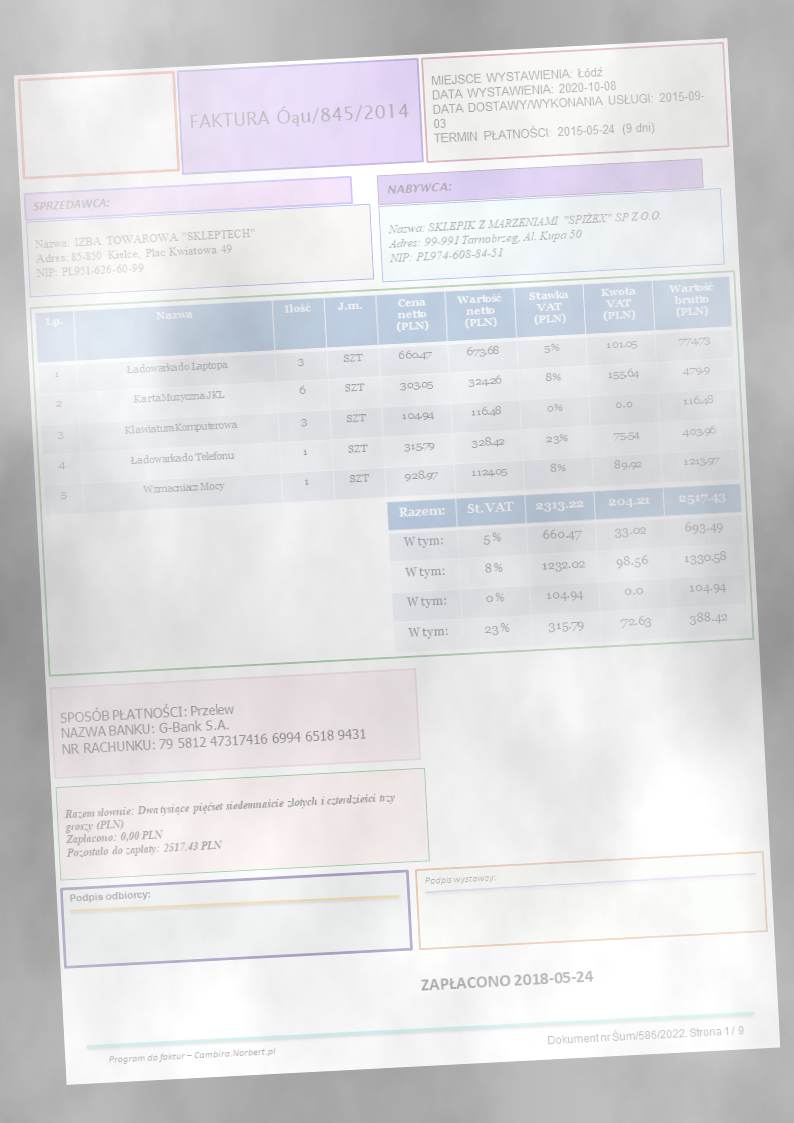 FAKTURA Óąu/845/2014
MIEJSCE WYSTAWIENIA: Łódź
DATA WYSTAWIENIA: 2020-10-08
DATA DOSTAWY/WYKONANIA USŁUGI: 2015-09-
03
TERMIN PŁATNOŚCI: 2015-05-24 (9 dni)
SPRZEDAWCA:
Nazwa: IZBA TOWAROWA "SKLEPTECH"
Adres: 85-850 Kielce, Plac Kwiatowa 49
NIP: PL951-626-60-99
NABYWCA:
Nazwa: SKLEPIK Z MARZENIAMI "SPIŻEX" SP Z O.O.
Adres: 99-991 Tarnobrzeg, Al. Kupa 50
NIP: PL974-608-84-51
Lp. Nazwa Ilość J.m. Cena netto (PLN) Wartość netto (PLN) Stawka VAT (PLN) Kwota VAT (PLN) Wartość brutto (PLN)
1 Ładowarka do Laptopa 3 SZT 660.47 673.68 5% 101.05 774.73
2 Karta Muzyczna JKL 6 SZT 303.05 324.26 8% 155.64 479.9
3 Klawiatura Komputerowa 3 SZT 104.94 116.48 0% 0.0 116.48
4 Ładowarka do Telefonu 1 SZT 315.79 328.42 23% 75.54 403.96
5 Wzmacniacz Mocy 1 SZT 928.97 1124.05 8% 89.92 1213.97
Razem: St. VAT 2313.22 204.21 2517.43
W tym: 5% 660.47 33.02 693.49
W tym: 8% 1232.02 98.56 1330.58
W tym: 0% 104.94 0.0 104.94
W tym: 23% 315.79 72.63 388.42
SPOSÓB PŁATNOŚCI: Przelew
NAZWA BANKU: G-Bank S.A.
NR RACHUNKU: 79 5812 47317416 6994 6518 9431
Razem słownie: Dwa tysiące pięćset siedemnaście złotych i czterdzieści trzy
groszy (PLN)
Zapłacono: 0,00 PLN
Pozostało do zapłaty: 2517.43 PLN
Podpis odbiorcy:
Podpis wystawcy:
ZAPŁACONO 2018-05-24
Program do faktur – Cambira.Norbert.pl
Dokument nr Šum/586/2022. Strona 1 / 9